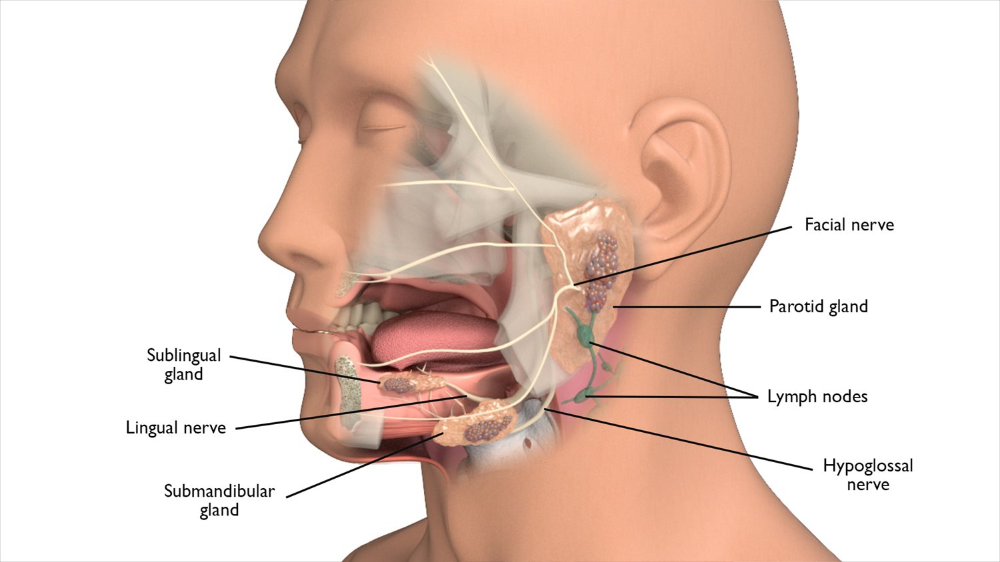 Facial nerve
Parotid gland
Sublingual
gland
Lymph nodes
Lingual nerve
Hypoglossal
nerve
Submandibular
gland